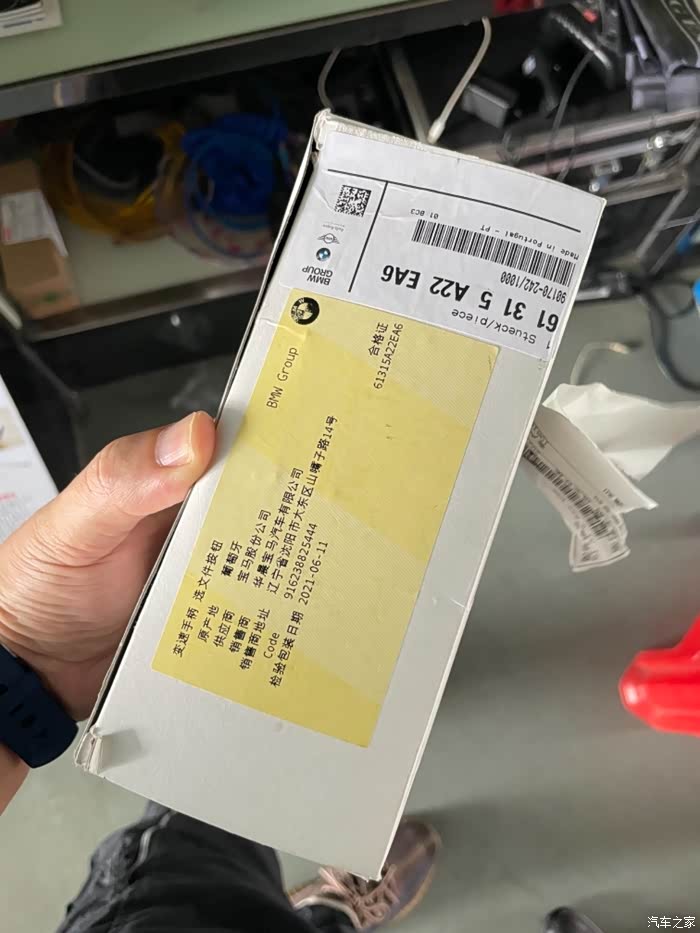 BMW
GROUP
Stueck/piece
1
61 31 5 A22 EA6
90170-242/1000
Made in Portugal - PT
01 BC3
BMW Group
合格证
61315A22EA6
变速手柄 选文件按钮
原产地 葡萄牙
供应商 宝马股份公司
销售商 华晨宝马汽车有限公司
销售商地址 辽宁省沈阳市大东区山嘴子路14号
Code 916238825444
检验包装日期 2021-06-11
汽车之家